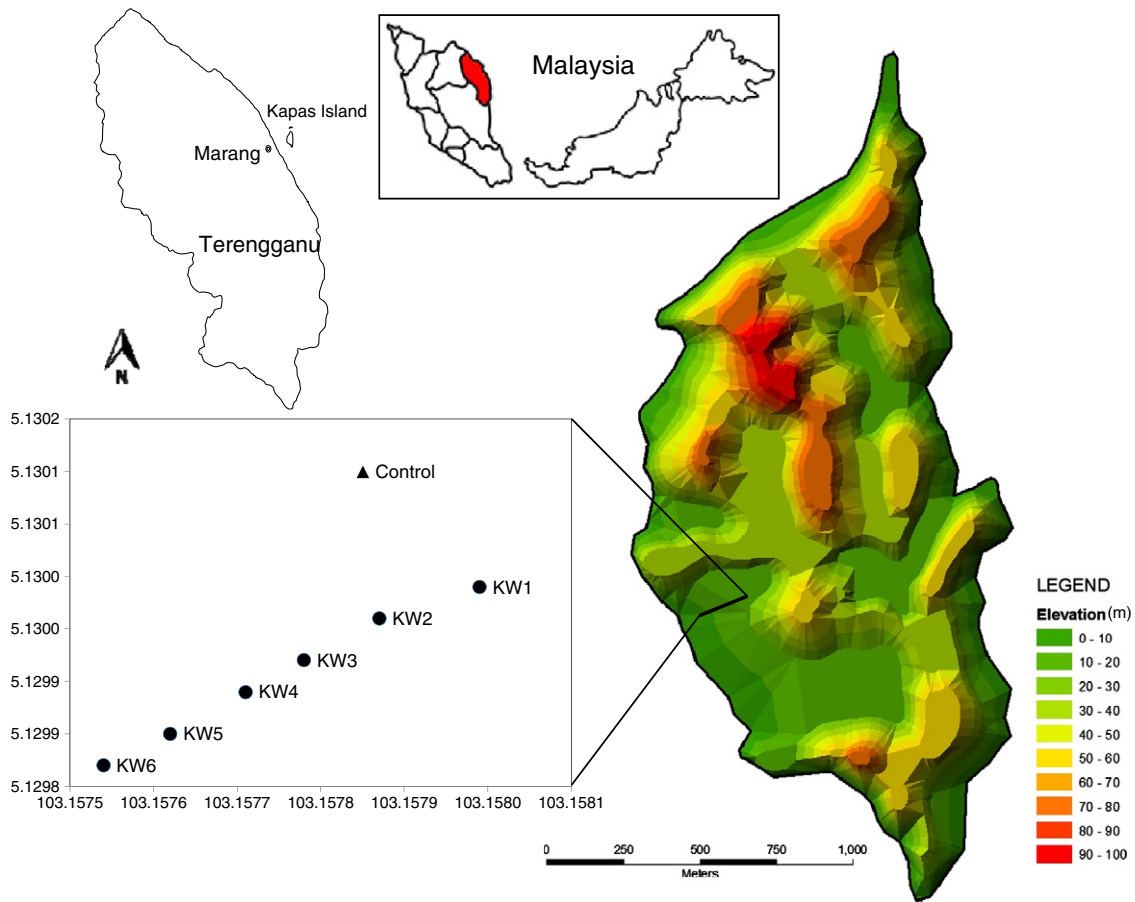 Malaysia
Kapas Island
Marang
Terengganu
N
5.1302
5.1301
5.1301
5.1300
5.1300
5.1299
5.1299
5.1298
103.1575
103.1576
103.1577
103.1578
103.1579
103.1580
103.1581
Control
KW1
KW2
KW3
KW4
KW5
KW6
LEGEND
Elevation(m)
0 - 10
10 - 20
20 - 30
30 - 40
40 - 50
50 - 60
60 - 70
70 - 80
80 - 90
90 - 100
0 250 500 750 1,000
Meters